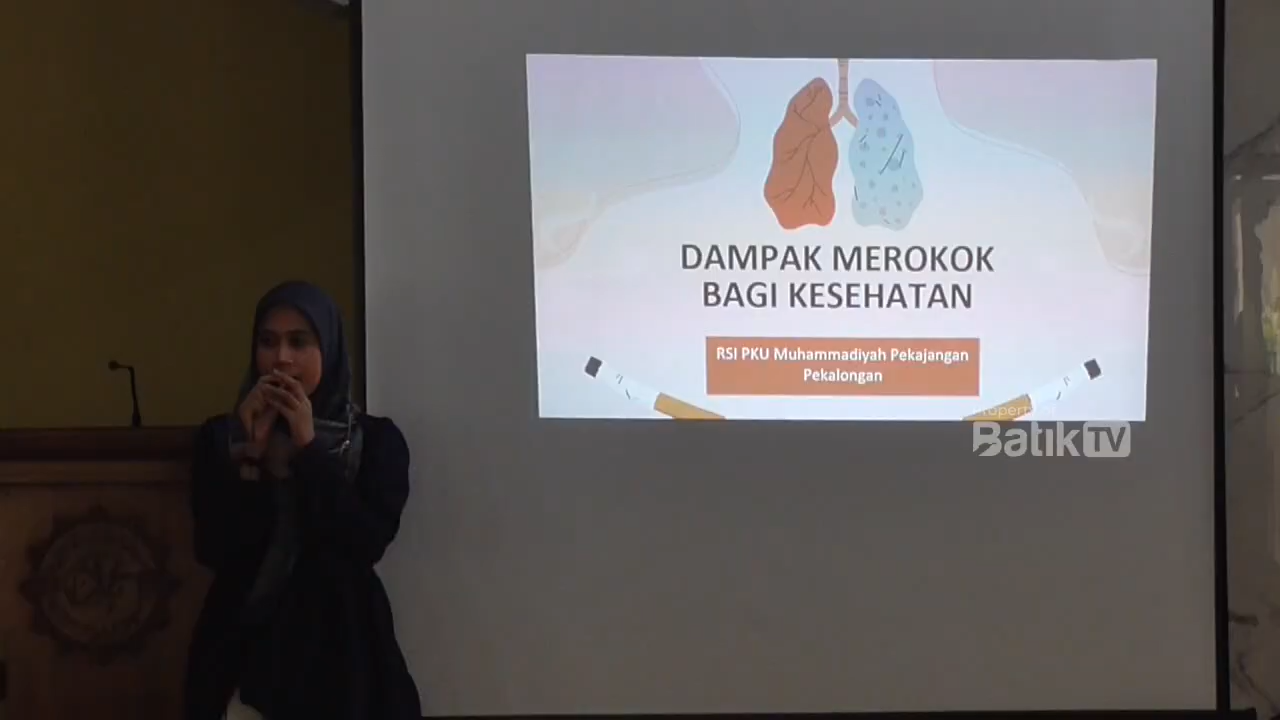 DAMPAK MEROKOK
BAGI KESEHATAN
RSI PKU Muhammadiyah Pekajangan
Pekalongan
BatikTV